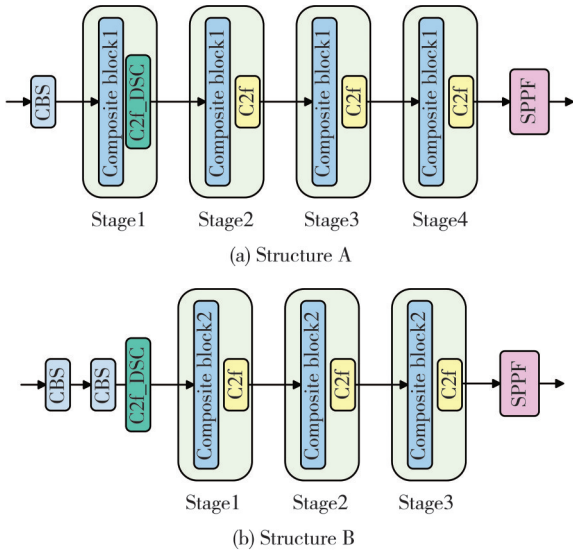 CBS
Composite block1
C2f_DSC
Composite block1
C2f
Composite block1
C2f
Composite block1
C2f
SPPF
Stage1
Stage2
Stage3
Stage4
(a) Structure A
CBS
CBS
C2f_DSC
Composite block2
C2f
Composite block2
C2f
Composite block2
C2f
SPPF
Stage1
Stage2
Stage3
(b) Structure B